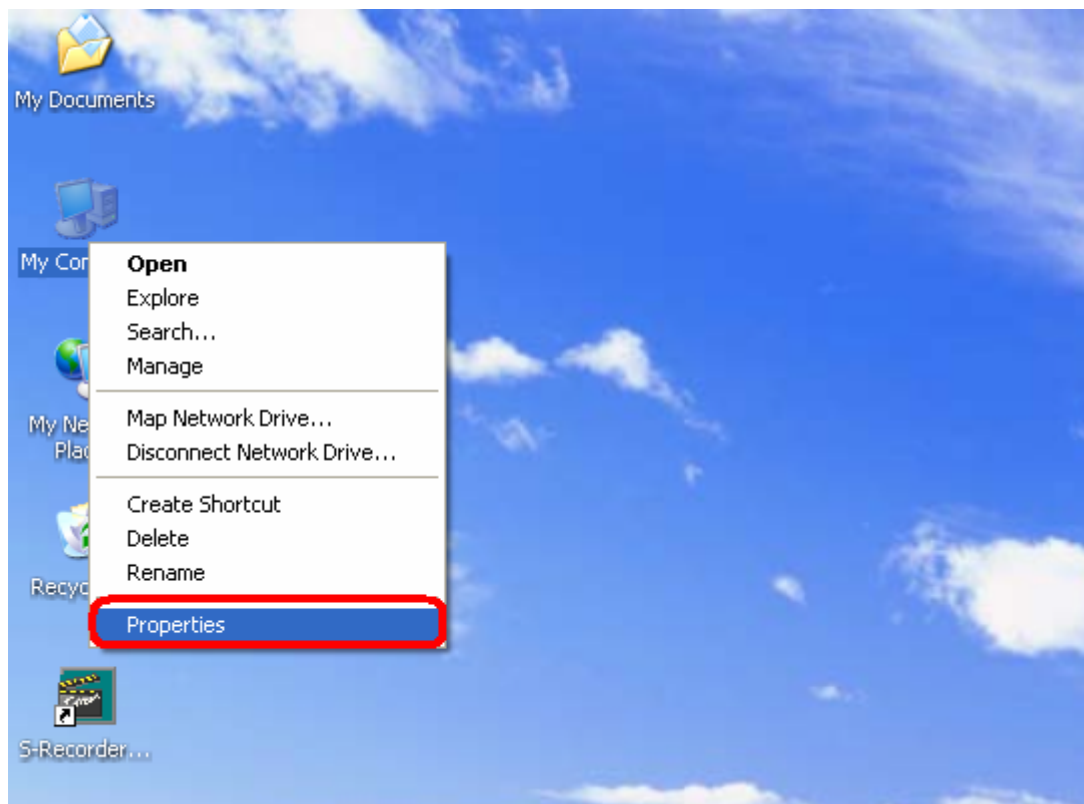 My Documents
My Co
Open
Explore
Search...
Manage
Map Network Drive...
Disconnect Network Drive...
Create Shortcut
Delete
Rename
Properties
My Ne
Pla
Recyc
S-Recorder...